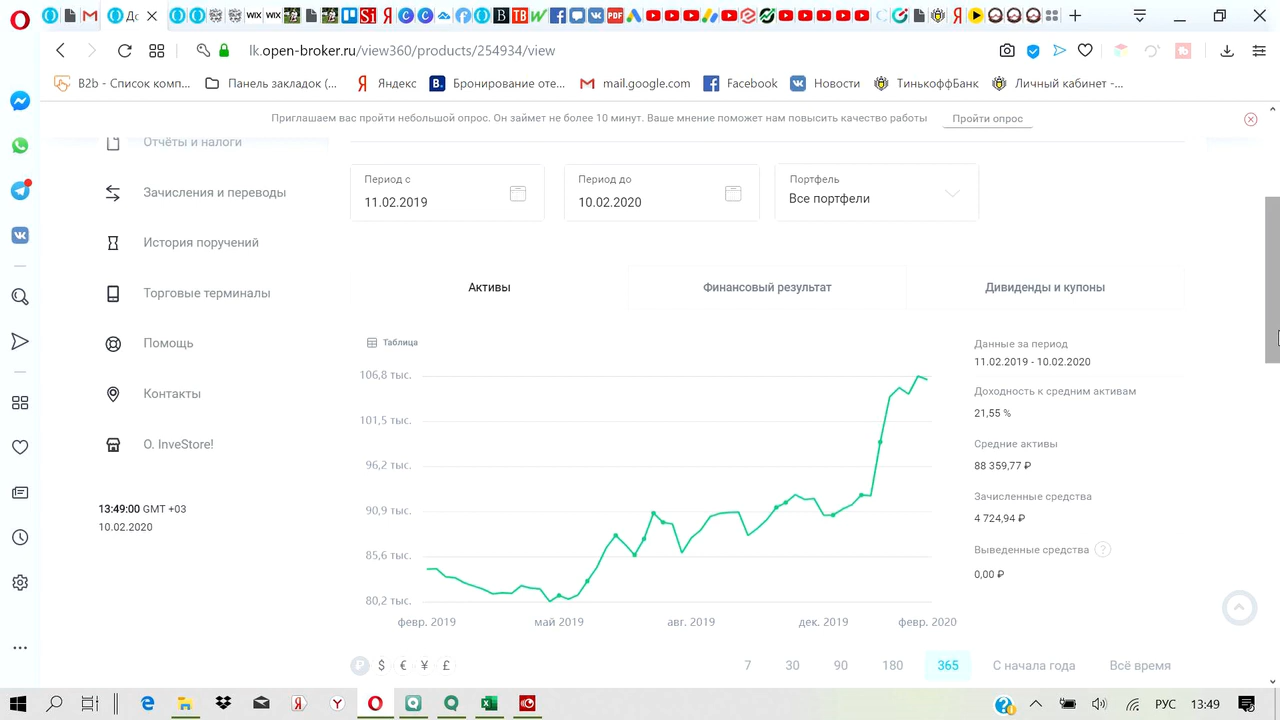 До
lk.open-broker.ru/view360/products/254934/view
B2b - Список комп...
Панель закладок (...
Яндекс
Бронирование оте...
mail.google.com
Facebook
Новости
ТинькоффБанк
Личный кабинет -...
Приглашаем вас пройти небольшой опрос. Он займет не более 10 минут. Ваше мнение поможет нам повысить качество работы
Пройти опрос
Отчёты и налоги
Зачисления и переводы
История поручений
Торговые терминалы
Помощь
Контакты
О. InveStore!
13:49:00 GMT +03
10.02.2020
Период с
11.02.2019
Период до
10.02.2020
Портфель
Все портфели
Активы
Финансовый результат
Дивиденды и купоны
Таблица
106,8 тыс.
101,5 тыс.
96,2 тыс.
90,9 тыс.
85,6 тыс.
80,2 тыс.
февр. 2019
май 2019
авг. 2019
дек. 2019
февр. 2020
Данные за период
11.02.2019 - 10.02.2020
Доходность к средним активам
21,55 %
Средние активы
88 359,77 ₽
Зачисленные средства
4 724,94 ₽
Выведенные средства ?
0,00 ₽
₽ $ € ¥ £
7 30 90 180 365 С начала года Всё время
РУС
13:49